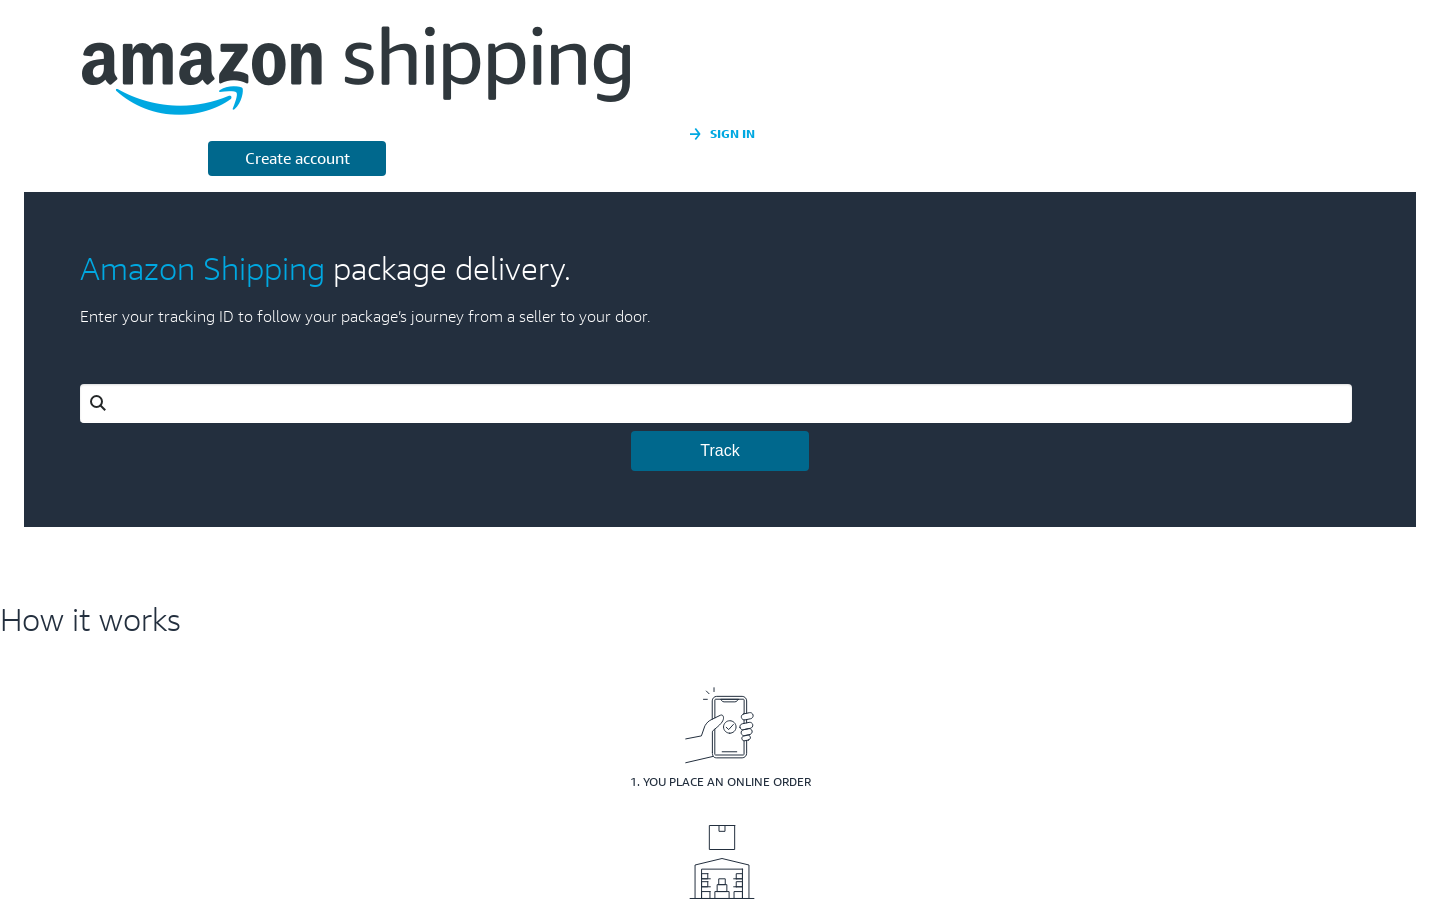 amazon shipping
SIGN IN
Create account
Amazon Shipping package delivery.
Enter your tracking ID to follow your package's journey from a seller to your door.
Track
How it works
1. YOU PLACE AN ONLINE ORDER